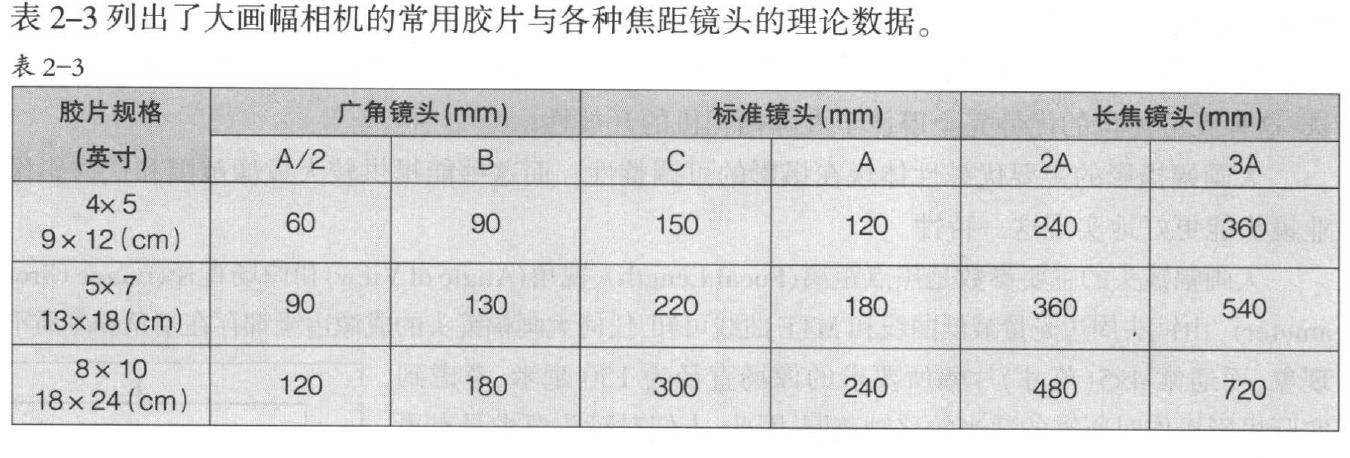 表 2-3 列出了大画幅相机的常用胶片与各种焦距镜头的理论数据。
表 2-3
胶片规格 广角镜头(mm) 标准镜头(mm) 长焦镜头(mm)
(英寸) A/2 B C A 2A 3A
4×5
9×12(cm) 60 90 150 120 240 360
5×7
13×18(cm) 90 130 220 180 360 540
8×10
18×24(cm) 120 180 300 240 480 720